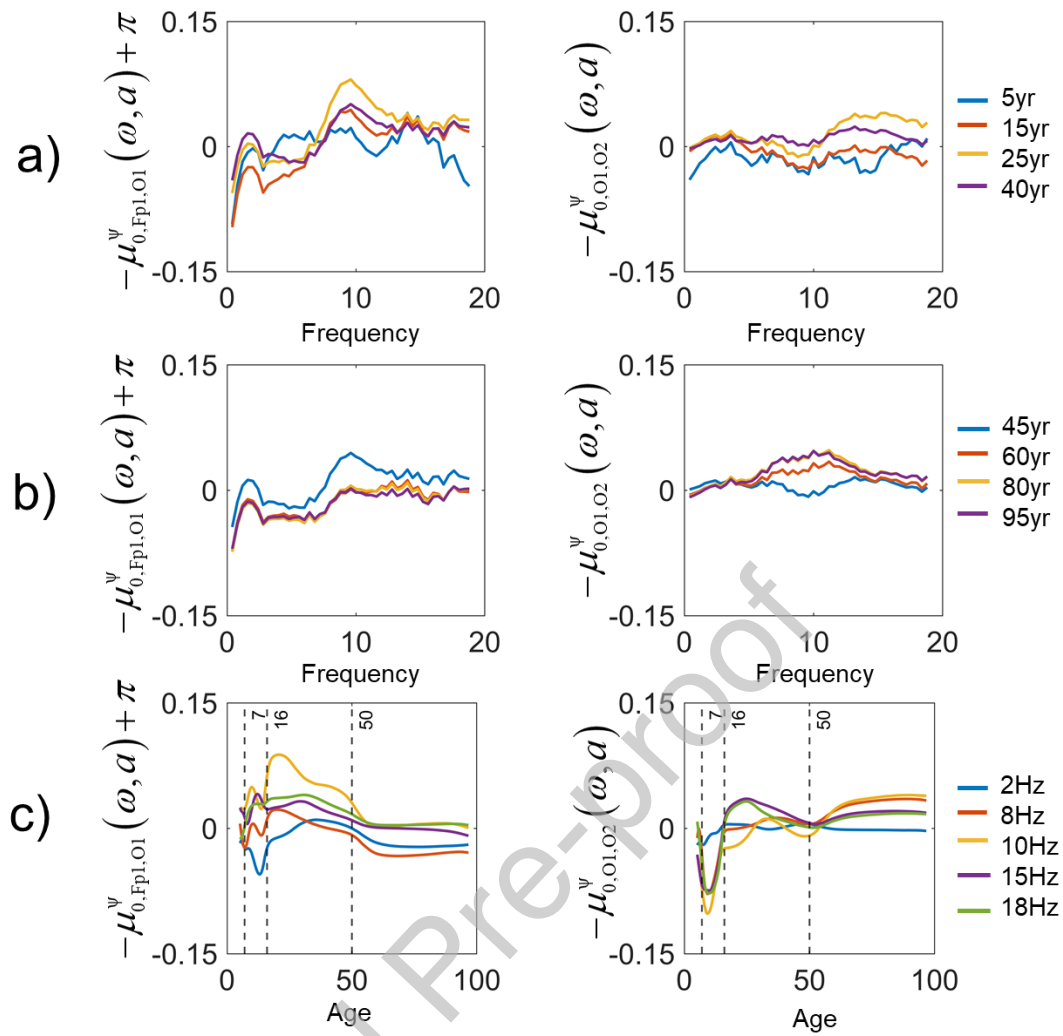 a)
−μ^ψ_{0,Fp1,O1}(ω,a)+π
0.15
0
-0.15
0 10 20
Frequency
−μ^ψ_{0,O1,O2}(ω,a)
0.15
0
-0.15
0 10 20
Frequency
5yr
15yr
25yr
40yr
b)
−μ^ψ_{0,Fp1,O1}(ω,a)+π
0.15
0
-0.15
0 10 20
Frequency
−μ^ψ_{0,O1,O2}(ω,a)
0.15
0
-0.15
0 10 20
Frequency
45yr
60yr
80yr
95yr
c)
−μ^ψ_{0,Fp1,O1}(ω,a)+π
0.15
0
-0.15
7
16
50
0 50 100
Age
−μ^ψ_{0,O1,O2}(ω,a)
0.15
0
-0.15
7
16
50
0 50 100
Age
2Hz
8Hz
10Hz
15Hz
18Hz
Pre-proof